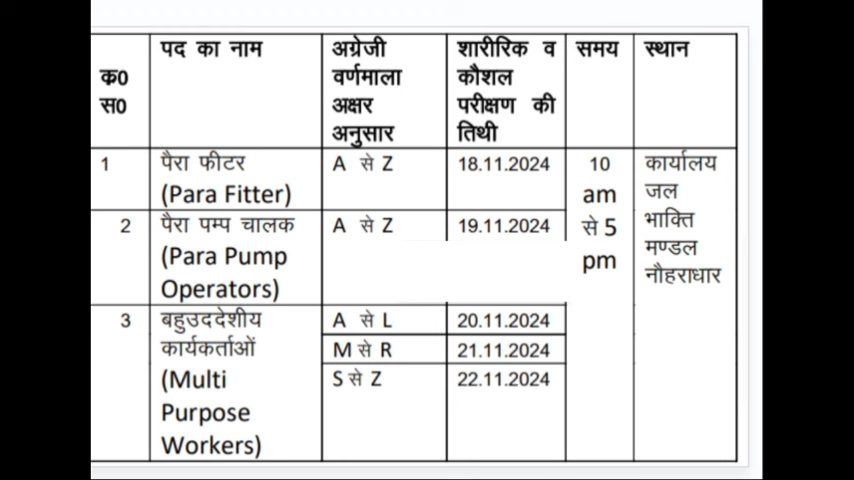 क0 स0 | पद का नाम | अग्रेजी वर्णमाला अक्षर अनुसार | शारीरिक व कौशल परीक्षण की तिथी | समय | स्थान
1 | पैरा फीटर (Para Fitter) | A से Z | 18.11.2024 | 10 am से 5 pm | कार्यालय जल भाक्ति मण्डल नौहराधार
2 | पैरा पम्प चालक (Para Pump Operators) | A से Z | 19.11.2024
3 | बहुउददेशीय कार्यकर्ताओं (Multi Purpose Workers) | A से L | 20.11.2024
M से R | 21.11.2024
S से Z | 22.11.2024